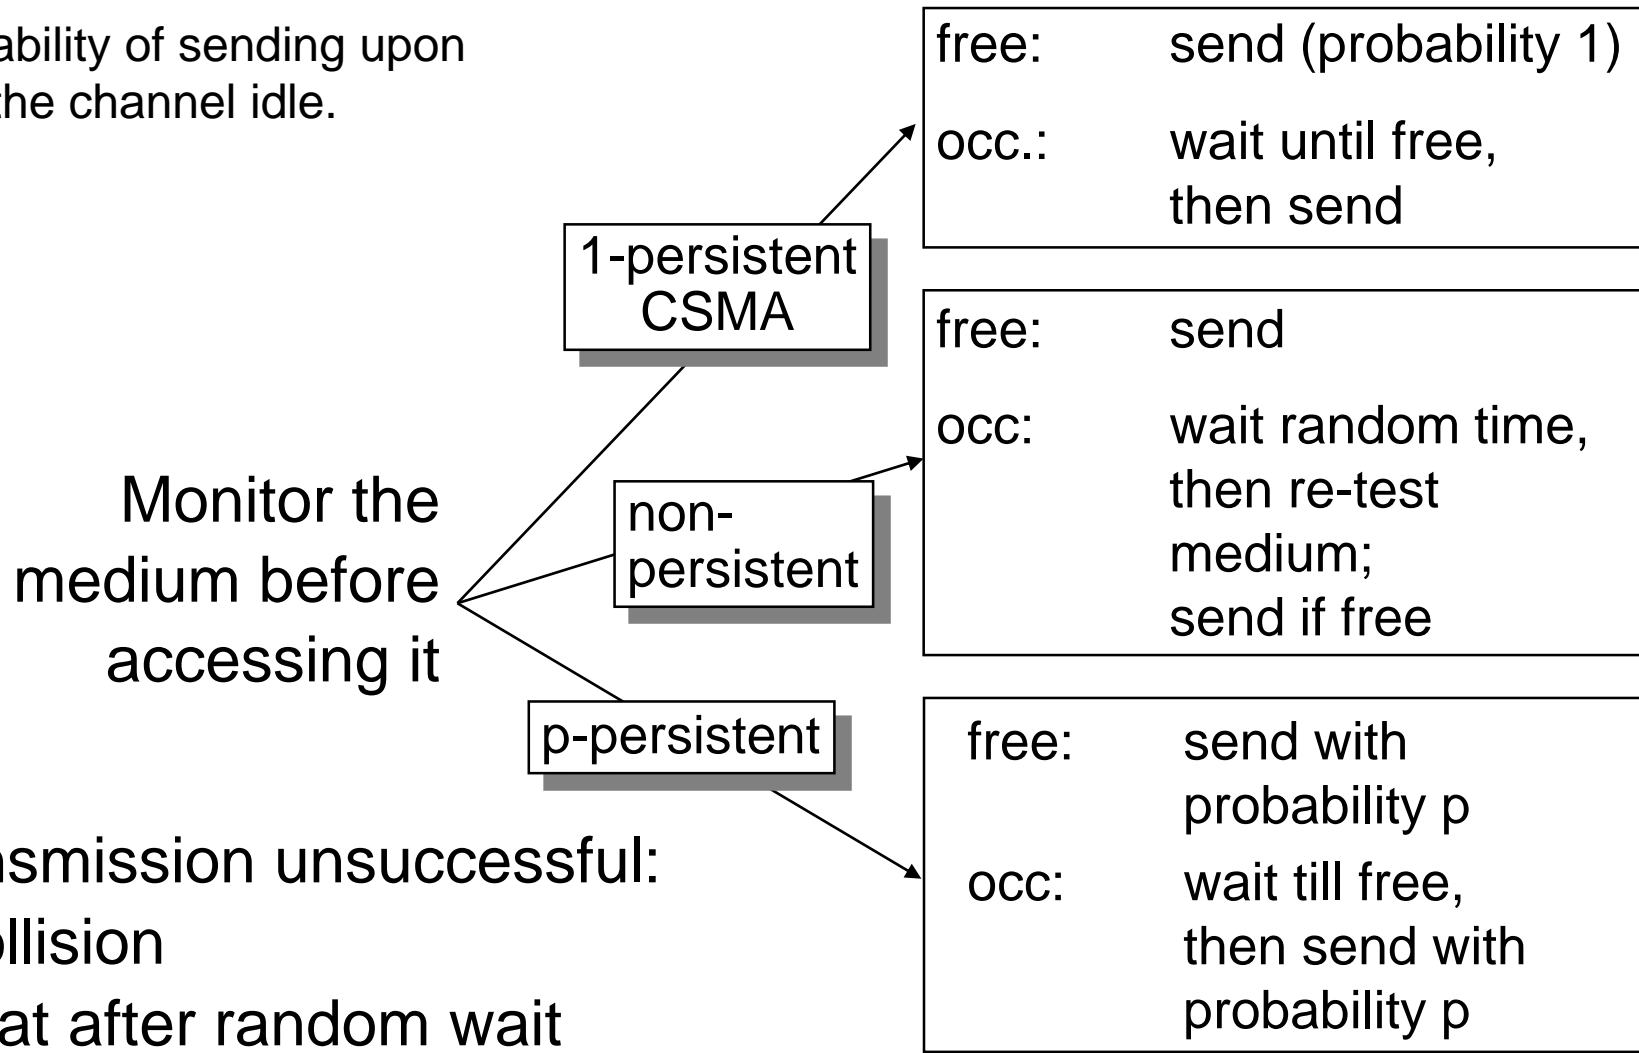 ability of sending upon
the channel idle.
free: send (probability 1)
occ.: wait until free,
then send
1-persistent
CSMA
free: send
occ: wait random time,
then re-test
medium;
send if free
Monitor the
medium before
accessing it
non-
persistent
p-persistent
free: send with
probability p
occ: wait till free,
then send with
probability p
nsmission unsuccessful:
ollision
at after random wait